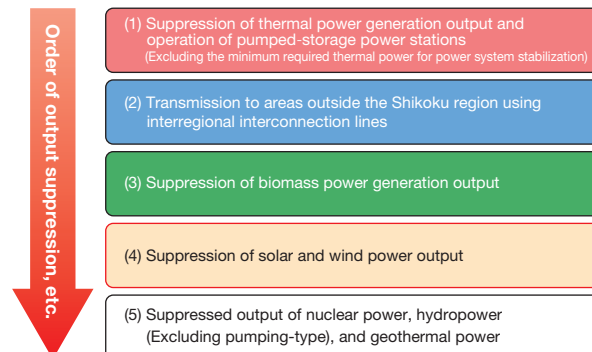 Order of output
suppression, etc.
(1) Suppression of thermal power generation output and
operation of pumped-storage power stations
(Excluding the minimum required thermal power for power system stabilization)
(2) Transmission to areas outside the Shikoku region using
interregional interconnection lines
(3) Suppression of biomass power generation output
(4) Suppression of solar and wind power output
(5) Suppressed output of nuclear power, hydropower
(Excluding pumping-type), and geothermal power